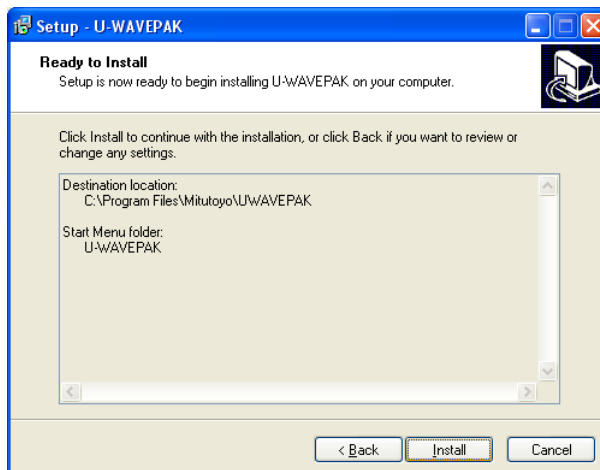 Setup - U-WAVEPAK
Ready to Install
Setup is now ready to begin installing U-WAVEPAK on your computer.
Click Install to continue with the installation, or click Back if you want to review or
change any settings.
Destination location:
C:\Program Files\Mitutoyo\UWAVEPAK
Start Menu folder:
U-WAVEPAK
< Back
Install
Cancel